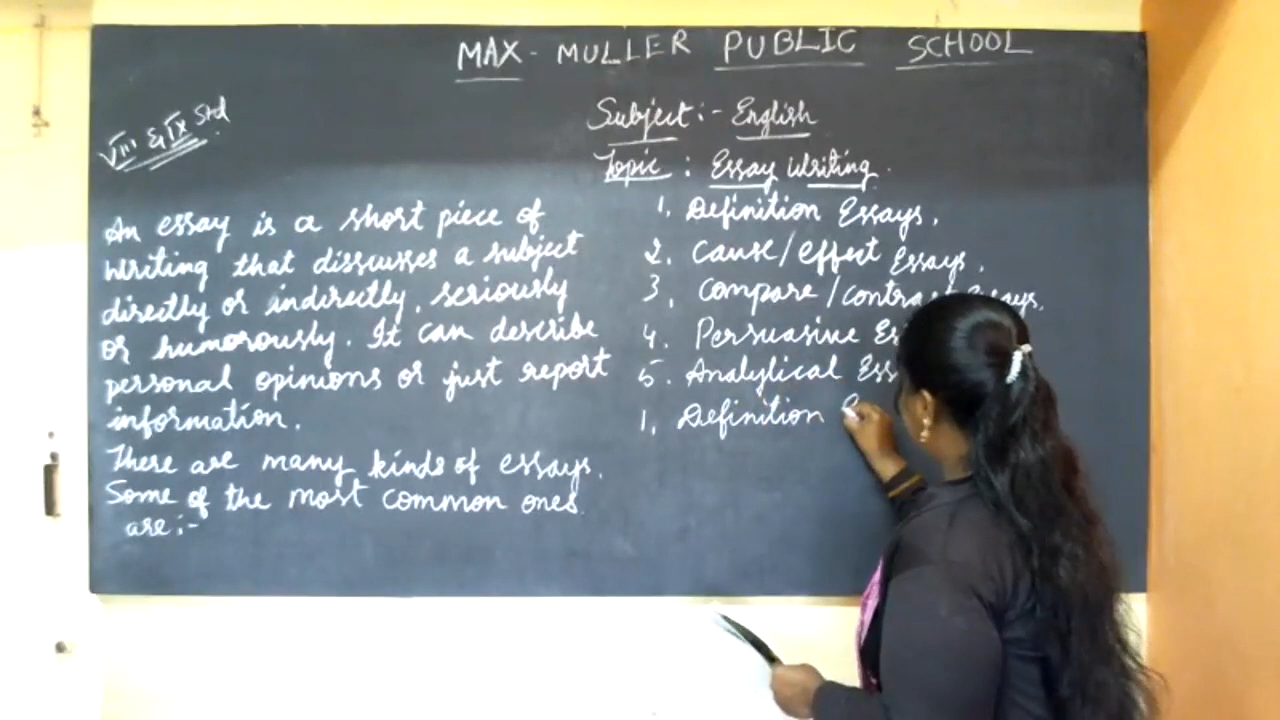 MAX - MULLER PUBLIC SCHOOL
VIII & IX Std
Subject :- English
Topic : Essay Writing.
An essay is a short piece of
writing that disscusses a subject
directly or indirectly, seriously
or humorously. It can describe
personal opinions or just report
information.
There are many kinds of essays.
Some of the most common ones
are :-
1. Definition Essays.
2. Cause/effect Essays.
3. Compare/contrast Essays.
4. Persuasive
5. Analytical
1. Definition